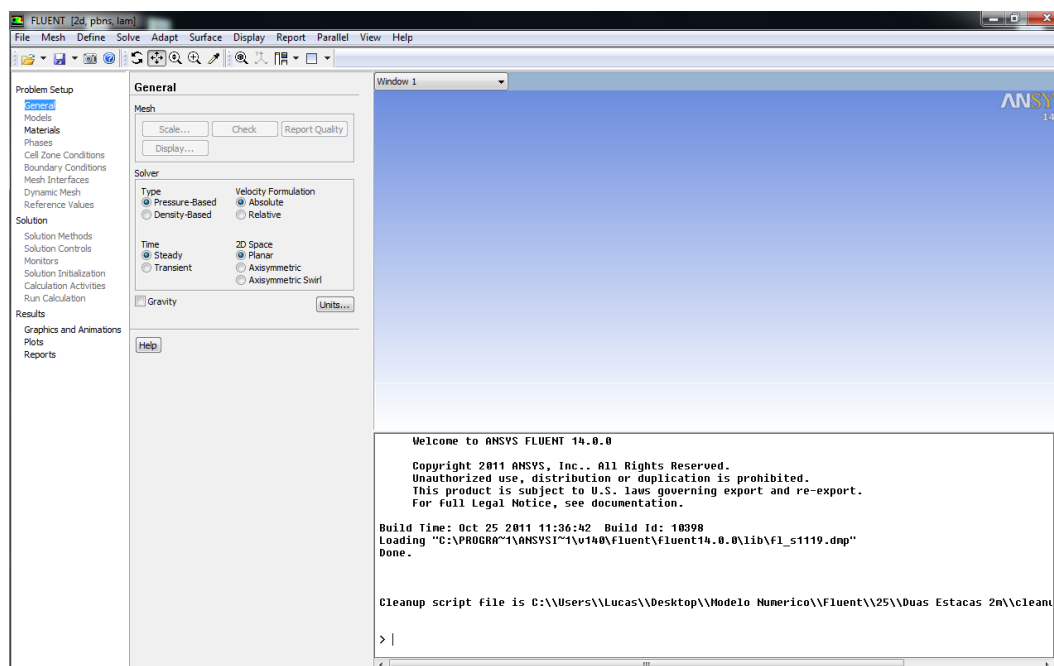 FLUENT [2d, pbns, lam]
File Mesh Define Solve Adapt Surface Display Report Parallel View Help
Problem Setup
General
Models
Materials
Phases
Cell Zone Conditions
Boundary Conditions
Mesh Interfaces
Dynamic Mesh
Reference Values
Solution
Solution Methods
Solution Controls
Monitors
Solution Initialization
Calculation Activities
Run Calculation
Results
Graphics and Animations
Plots
Reports
General
Mesh
Scale... Check Report Quality
Display...
Solver
Type Velocity Formulation
Pressure-Based Absolute
Density-Based Relative
Time 2D Space
Steady Planar
Transient Axisymmetric
Axisymmetric Swirl
Gravity Units...
Help
Window 1
ANSY
14
Welcome to ANSYS FLUENT 14.0.0
Copyright 2011 ANSYS, Inc.. All Rights Reserved.
Unauthorized use, distribution or duplication is prohibited.
This product is subject to U.S. laws governing export and re-export.
For full Legal Notice, see documentation.
Build Time: Oct 25 2011 11:36:42 Build Id: 10398
Loading "C:\PROGRA~1\ANSYSI~1\v140\fluent\fluent14.0.0\lib\fl_s1119.dmp"
Done.
Cleanup script file is C:\\Users\\Lucas\\Desktop\\Modelo Numerico\\Fluent\\25\\Duas Estacas 2m\\cleanu
>